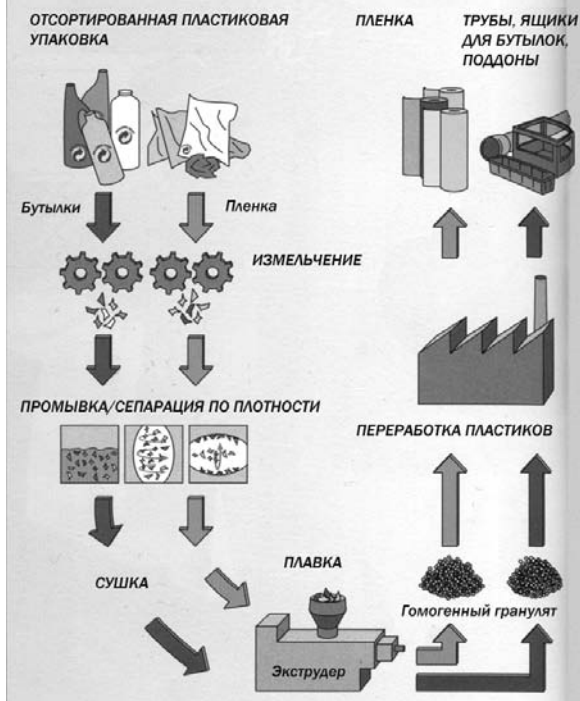 ОТСОРТИРОВАННАЯ ПЛАСТИКОВАЯ
УПАКОВКА
ПЛЕНКА
ТРУБЫ, ЯЩИКИ
ДЛЯ БУТЫЛОК,
ПОДДОНЫ
Бутылки
Пленка
ИЗМЕЛЬЧЕНИЕ
ПРОМЫВКА/СЕПАРАЦИЯ ПО ПЛОТНОСТИ
ПЕРЕРАБОТКА ПЛАСТИКОВ
СУШКА
ПЛАВКА
Гомогенный гранулят
Экструдер